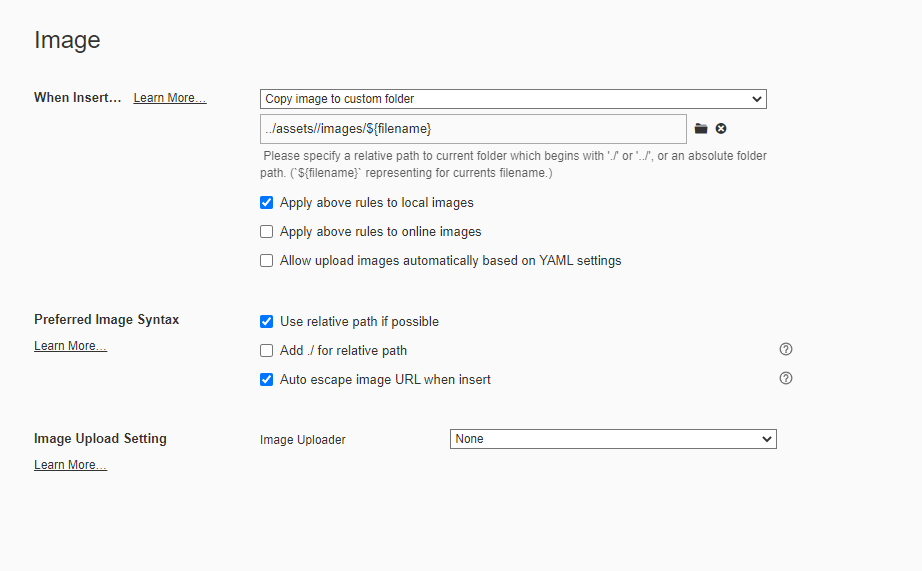 Image
When Insert... Learn More...
Copy image to custom folder
../assets//images/${filename}
Please specify a relative path to current folder which begins with './' or '../', or an absolute folder
path. (`${filename}` representing for currents filename.)
Apply above rules to local images
Apply above rules to online images
Allow upload images automatically based on YAML settings
Preferred Image Syntax
Use relative path if possible
Learn More...
Add ./ for relative path
Auto escape image URL when insert
Image Upload Setting
Image Uploader
None
Learn More...